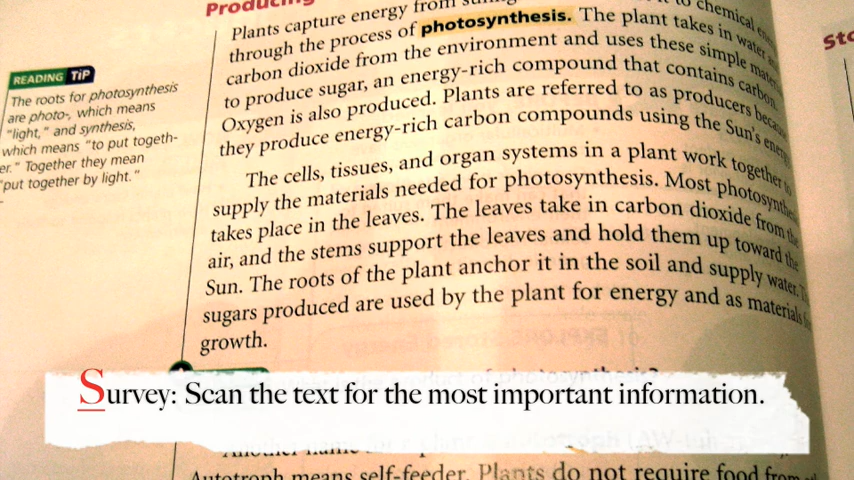 Producing
Plants capture energy from
to chemical
through the process of photosynthesis. The plant takes in water
carbon dioxide from the environment and uses these simple
to produce sugar, an energy-rich compound that contains carbon.
Oxygen is also produced. Plants are referred to as producers
they produce energy-rich carbon compounds using the Sun's
READING TiP
The roots for photosynthesis
are photo-, which means
"light," and synthesis,
which means "to put togeth-
er." Together they mean
"put together by light."
The cells, tissues, and organ systems in a plant work together
supply the materials needed for photosynthesis. Most
takes place in the leaves. The leaves take in carbon dioxide from the
air, and the stems support the leaves and hold them up toward the
Sun. The roots of the plant anchor it in the soil and supply water.
sugars produced are used by the plant for energy and as materials
growth.
Survey: Scan the text for the most important information.
Another name
Autotroph means self-feeder. Plants do not require food from